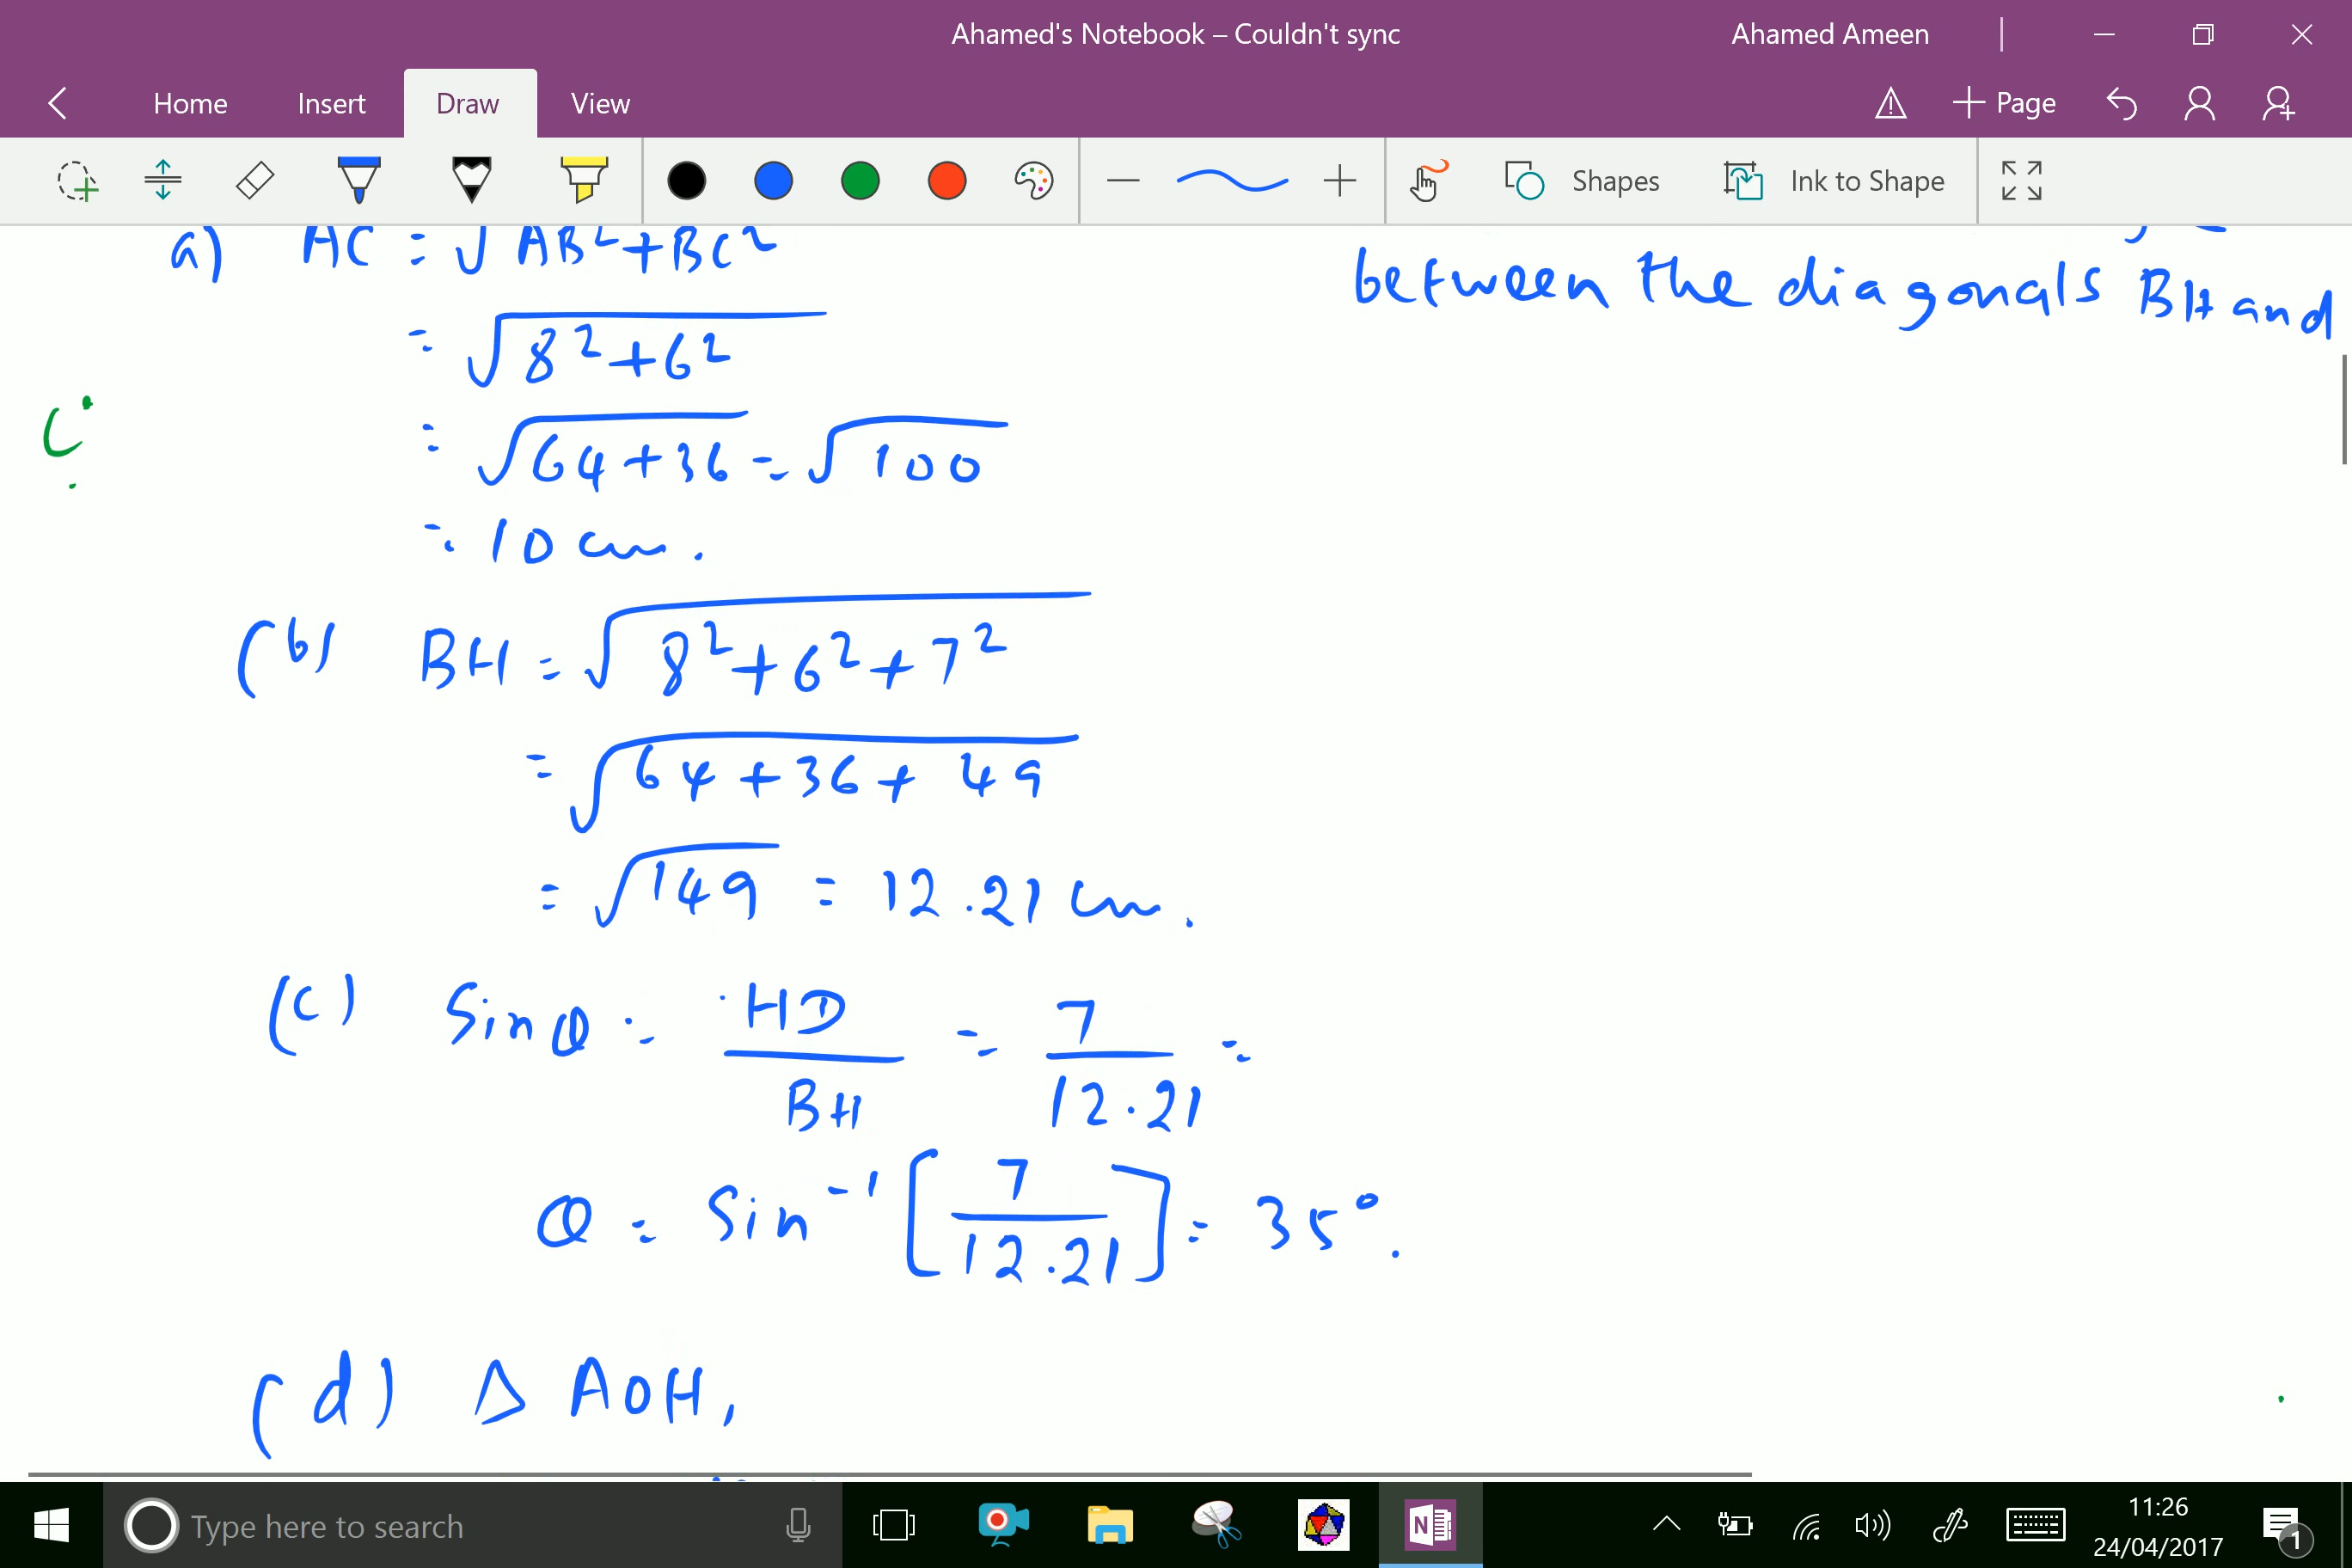 Ahamed's Notebook – Couldn't sync
Ahamed Ameen
Home Insert Draw View
Page
Shapes Ink to Shape
a) AC = √AB²+BC²
= √8²+6²
= √64+36 = √100
= 10 cm.
(b) BH = √8²+6²+7²
= √64+36+49
= √149 = 12.21 cm.
(c) Sin θ = HD/BH = 7/12.21 =
θ = Sin⁻¹ [7/12.21] = 35°.
(d) △ AOH,
between the diagonals BH and
C
Type here to search
N
11:26
24/04/2017
1